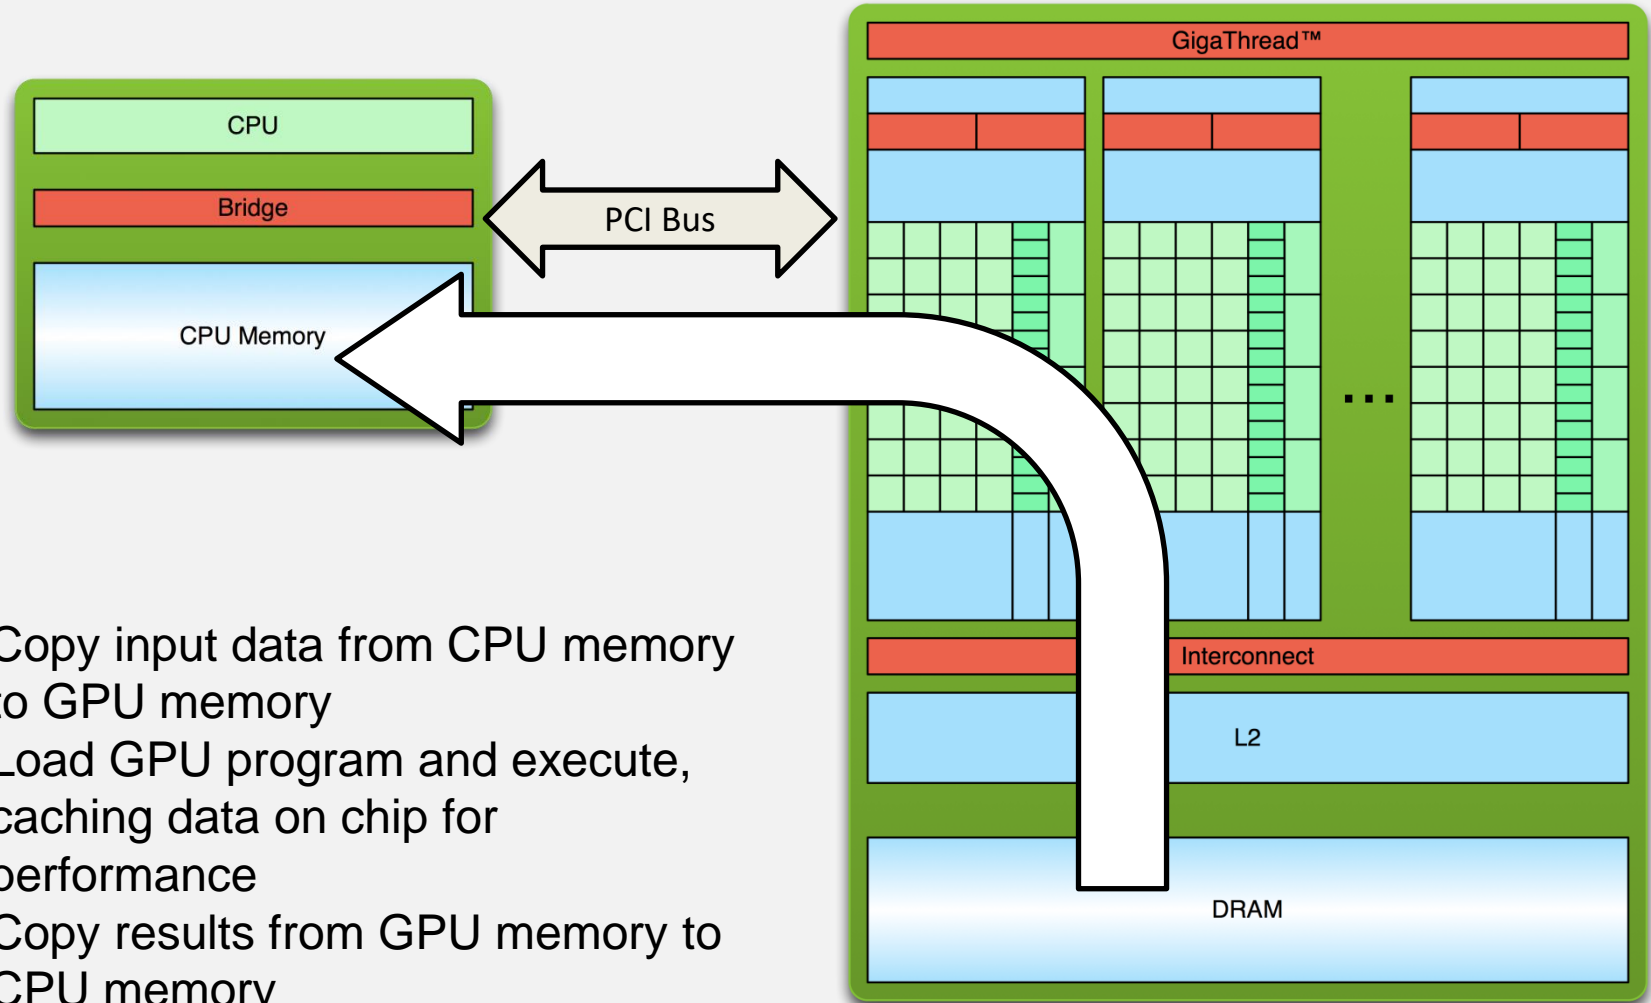 GigaThread™
CPU
Bridge
PCI Bus
CPU Memory
...
Copy input data from CPU memory
to GPU memory
Load GPU program and execute,
caching data on chip for
performance
Copy results from GPU memory to
CPU memory
Interconnect
L2
DRAM